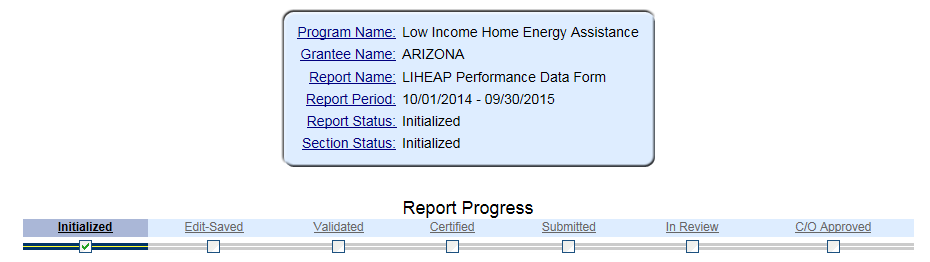 Program Name: Low Income Home Energy Assistance
Grantee Name: ARIZONA
Report Name: LIHEAP Performance Data Form
Report Period: 10/01/2014 - 09/30/2015
Report Status: Initialized
Section Status: Initialized
Report Progress
Initialized Edit-Saved Validated Certified Submitted In Review C/O Approved